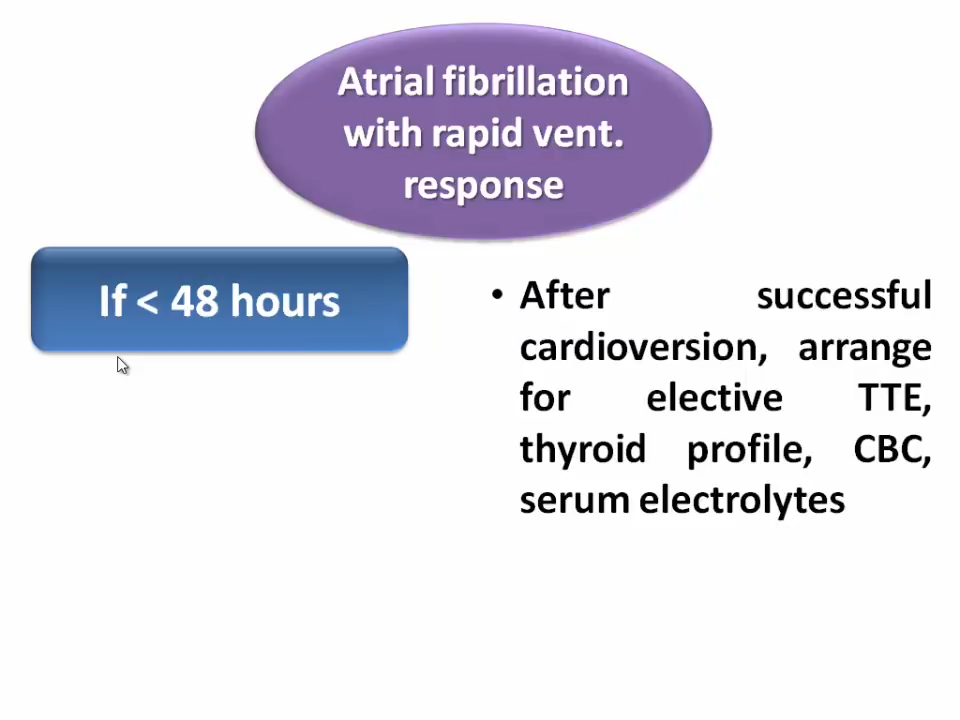 Atrial fibrillation
with rapid vent.
response
If < 48 hours
• After successful
cardioversion, arrange
for elective TTE,
thyroid profile, CBC,
serum electrolytes